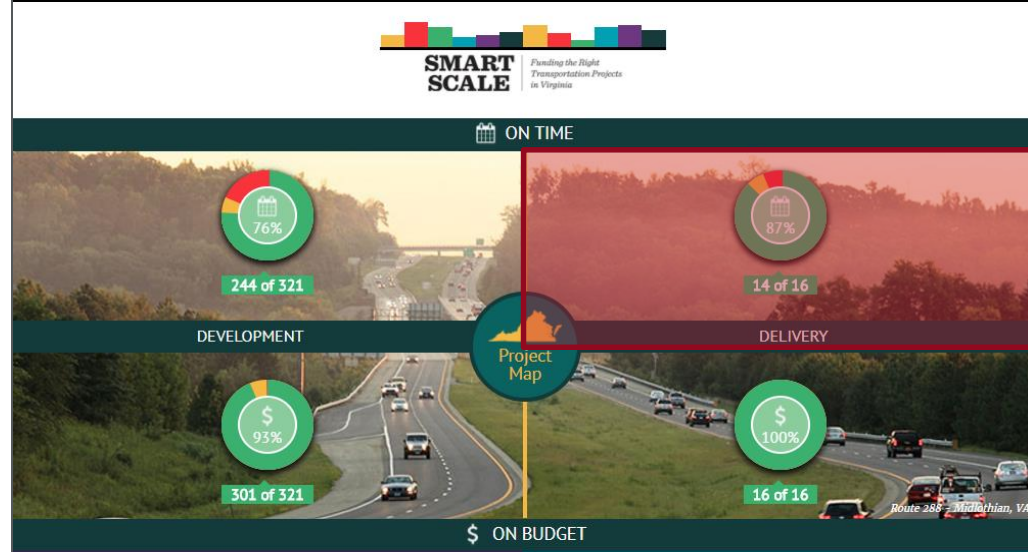 SMART
SCALE
Funding the Right
Transportation Projects
in Virginia
ON TIME
76%
244 of 321
87%
14 of 16
DEVELOPMENT
DELIVERY
Project
Map
$
93%
301 of 321
$
100%
16 of 16
Route 288 - Midlothian, VA
$ ON BUDGET